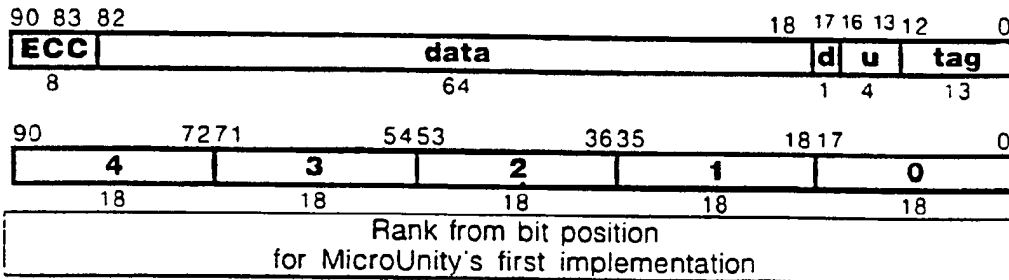 90 83 82 18 17 16 13 12 0
ECC data d u tag
8 64 1 4 13
90 72 71 54 53 36 35 18 17 0
4 3 2 1 0
18 18 18 18 18
Rank from bit position
for MicroUnity's first implementation